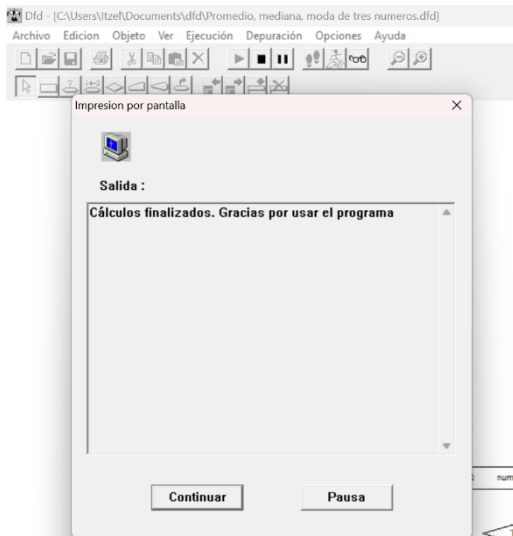 Dfd - [C:\Users\Itzel\Documents\dfd\Promedio, mediana, moda de tres numeros.dfd]
Archivo Edicion Objeto Ver Ejecución Depuración Opciones Ayuda
Impresion por pantalla
Salida :
Cálculos finalizados. Gracias por usar el programa
Continuar Pausa
num